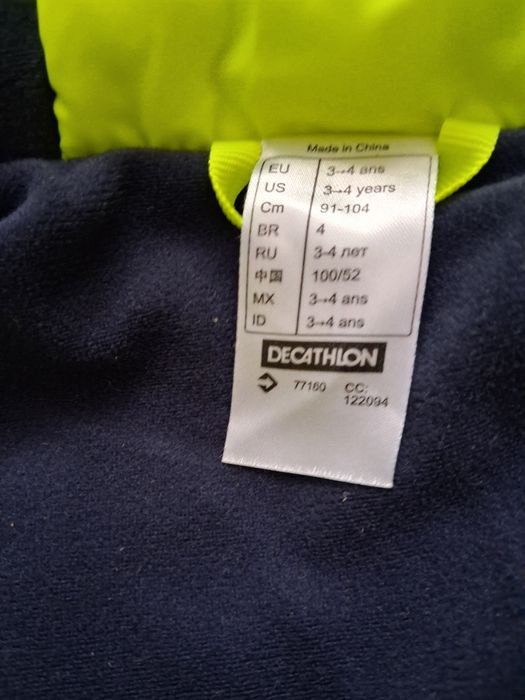 Made in China
EU 3→4 ans
US 3→4 years
Cm 91-104
BR 4
RU 3-4 лет
中国 100/52
MX 3→4 ans
ID 3→4 ans
DECATHLON
77160 CC:
122094